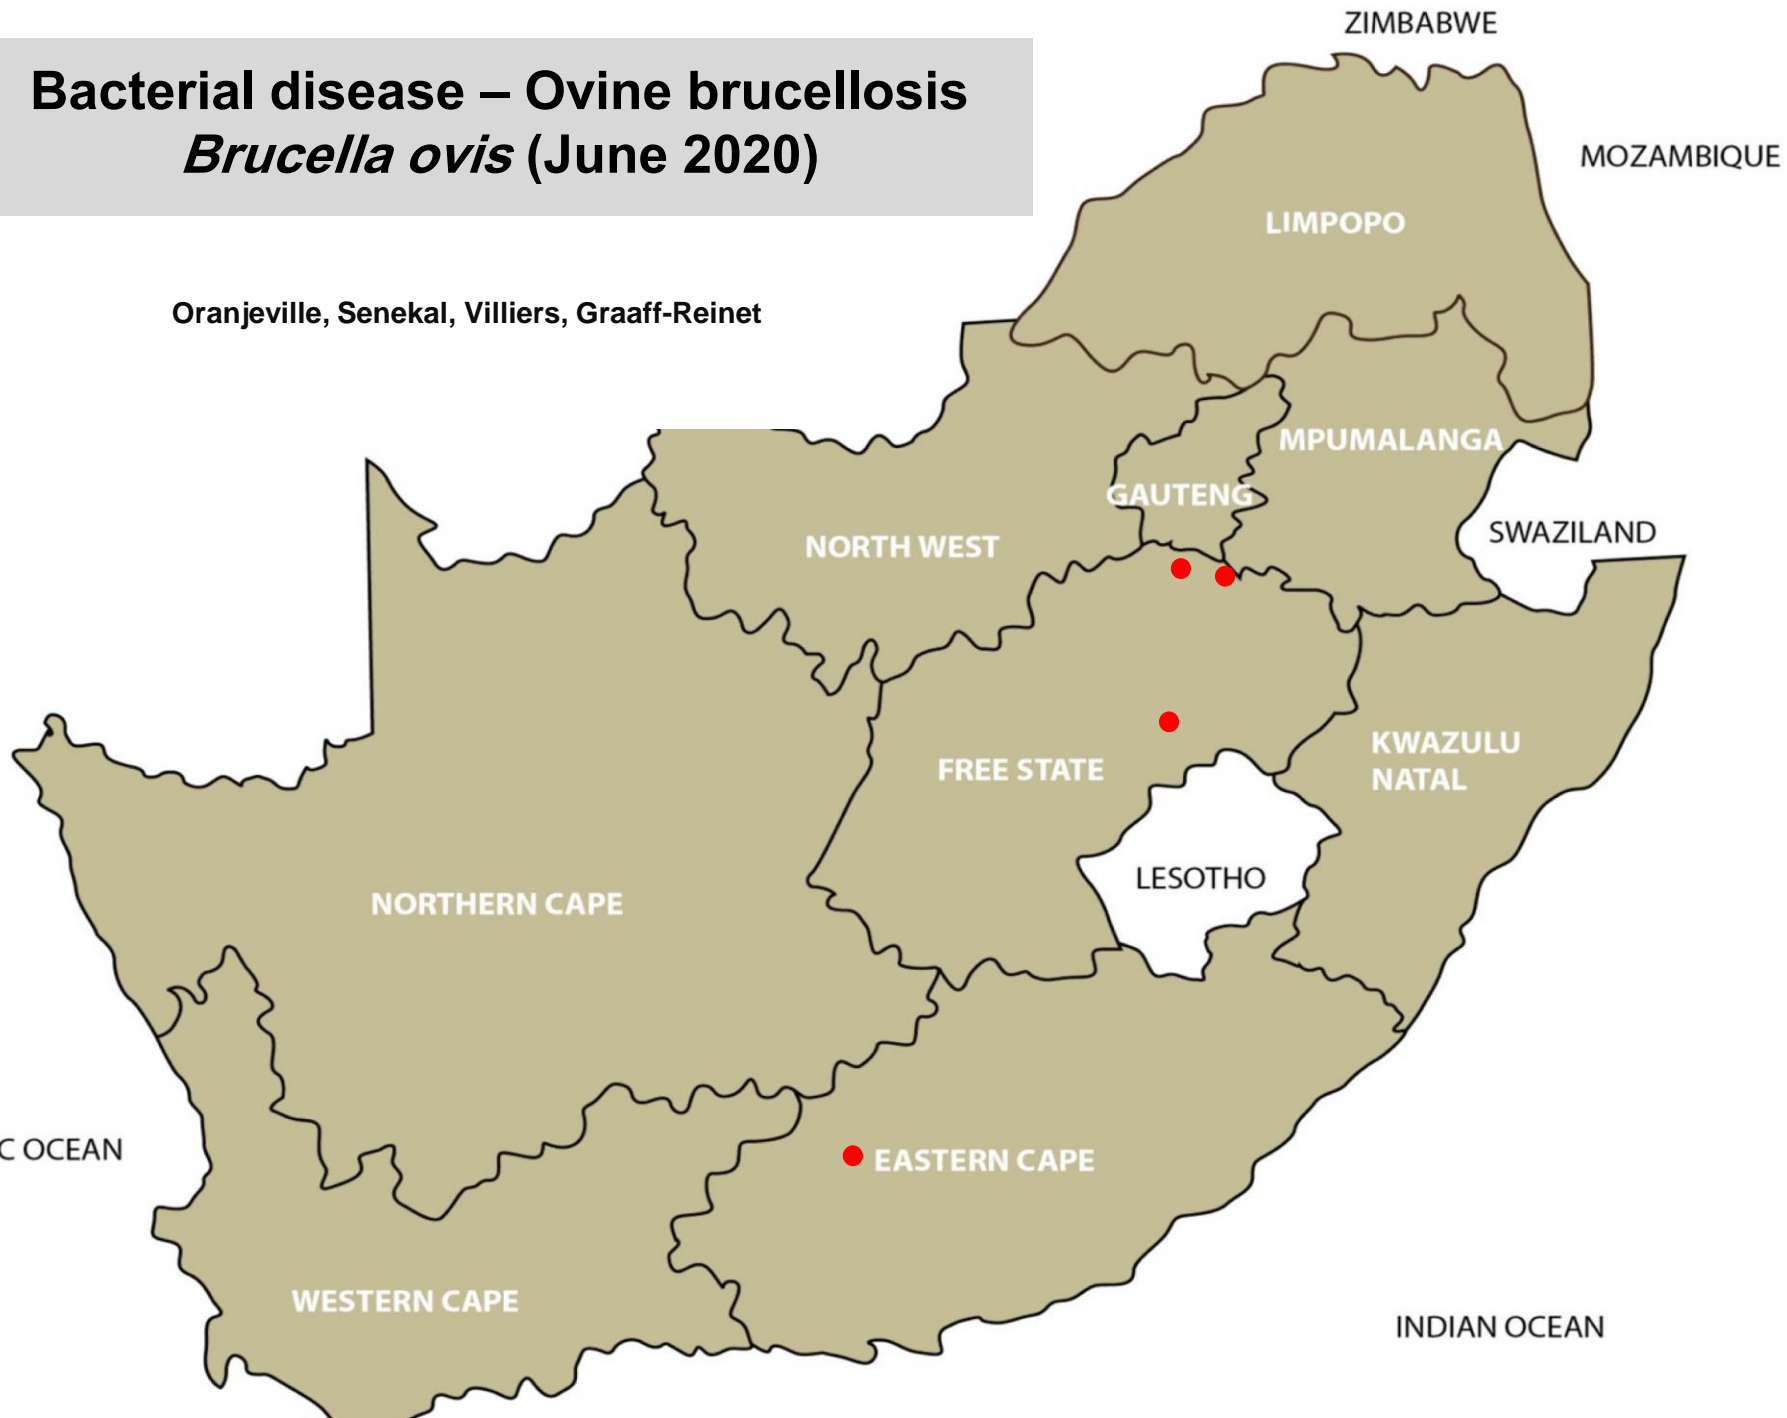 ZIMBABWE
Bacterial disease – Ovine brucellosis
Brucella ovis (June 2020)
MOZAMBIQUE
LIMPOPO
Oranjeville, Senekal, Villiers, Graaff-Reinet
MPUMALANGA
GAUTENG
SWAZILAND
NORTH WEST
KWAZULU
NATAL
FREE STATE
LESOTHO
NORTHERN CAPE
C OCEAN
EASTERN CAPE
WESTERN CAPE
INDIAN OCEAN